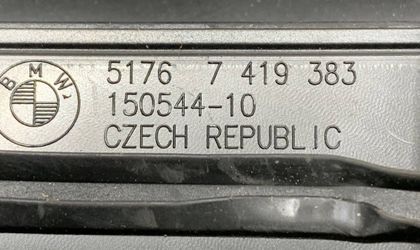 BMW
5176 7 419 383
150544-10
CZECH REPUBLIC